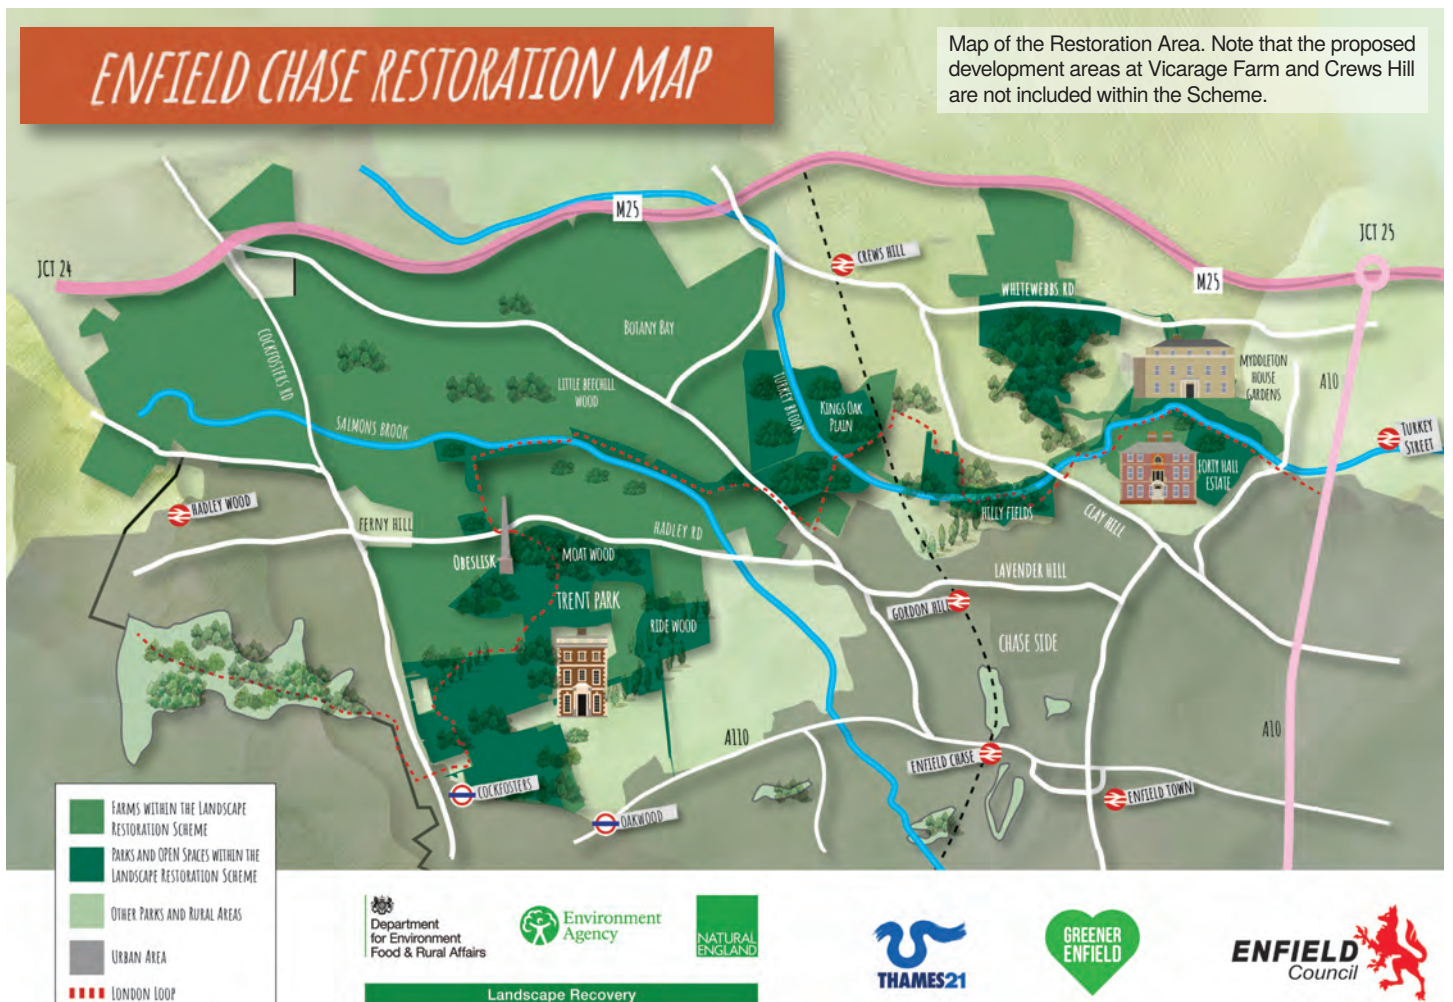 ENFIELD CHASE RESTORATION MAP
Map of the Restoration Area. Note that the proposed
development areas at Vicarage Farm and Crews Hill
are not included within the Scheme.
M25
JCT 24
JCT 25
CREWS HILL
M25
WHITEWEBBS RD
COCKFOSTERS RD
BOTANY BAY
MYDDLETON
HOUSE
GARDENS
A10
LITTLE BEECHILL
WOOD
TURKEY BROOK
KINGS OAK
PLAIN
SALMONS BROOK
TURKEY
STREET
FORTY HALL
ESTATE
HADLEY WOOD
FERNY HILL
HADLEY RD
HILLY FIELDS
CLAY HILL
OBESLISK
MOAT WOOD
LAVENDER HILL
TRENT PARK
GORDON HILL
RIDE WOOD
CHASE SIDE
A110
A10
ENFIELD CHASE
COCKFOSTERS
ENFIELD TOWN
OAKWOOD
FARMS WITHIN THE LANDSCAPE
RESTORATION SCHEME
PARKS AND OPEN SPACES WITHIN THE
LANDSCAPE RESTORATION SCHEME
OTHER PARKS AND RURAL AREAS
URBAN AREA
LONDON LOOP
Department
for Environment
Food & Rural Affairs
Environment
Agency
NATURAL
ENGLAND
Landscape Recovery
THAMES21
GREENER
ENFIELD
ENFIELD
Council